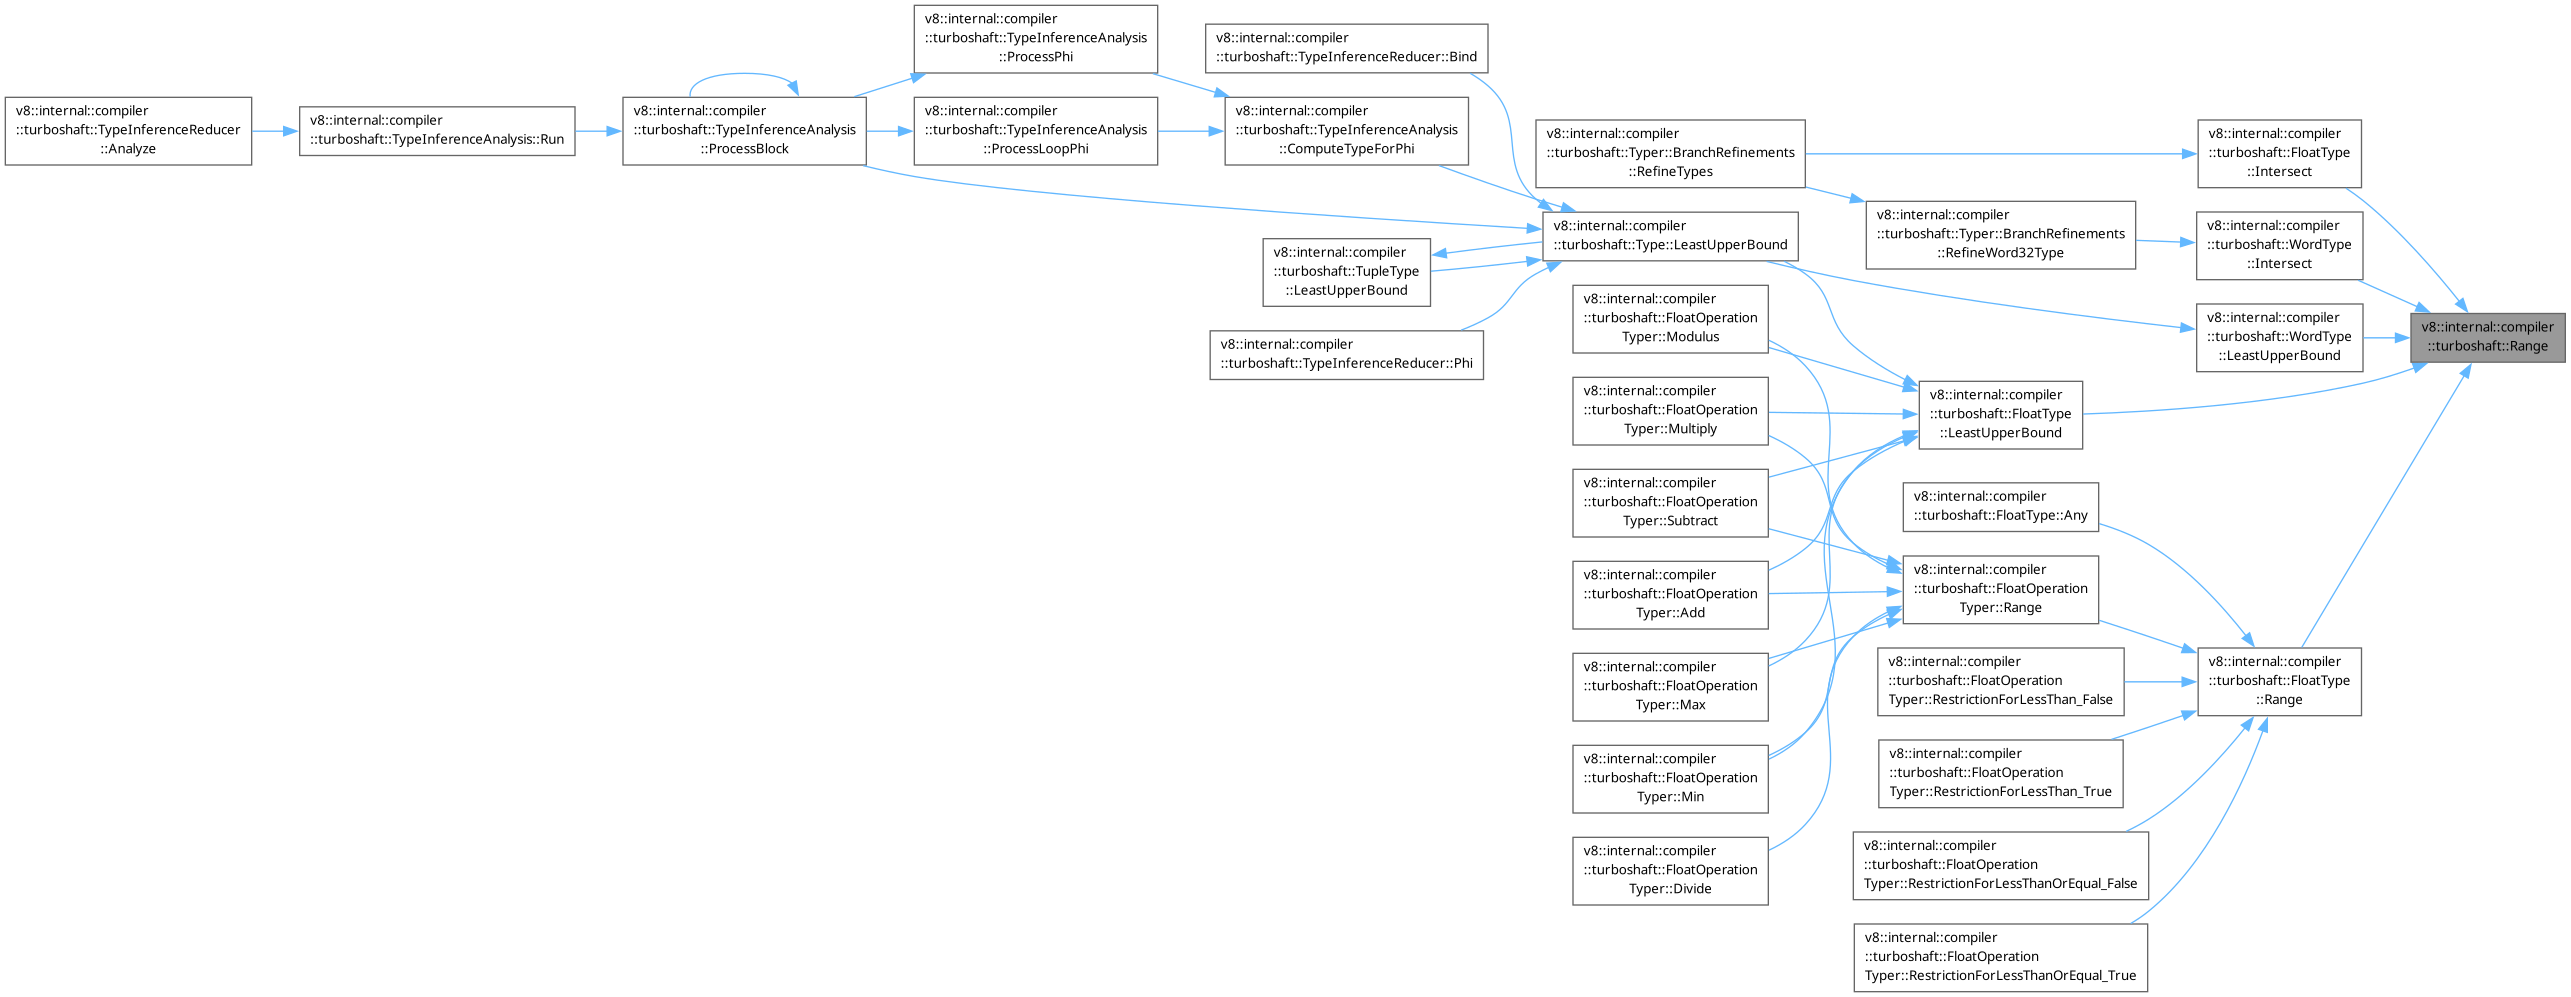 v8::internal::compiler
::turboshaft::TypeInferenceReducer
::Analyze
v8::internal::compiler
::turboshaft::TypeInferenceAnalysis::Run
v8::internal::compiler
::turboshaft::TypeInferenceAnalysis
::ProcessBlock
v8::internal::compiler
::turboshaft::TypeInferenceAnalysis
::ProcessPhi
v8::internal::compiler
::turboshaft::TypeInferenceAnalysis
::ProcessLoopPhi
v8::internal::compiler
::turboshaft::TypeInferenceReducer::Bind
v8::internal::compiler
::turboshaft::TypeInferenceAnalysis
::ComputeTypeForPhi
v8::internal::compiler
::turboshaft::TupleType
::LeastUpperBound
v8::internal::compiler
::turboshaft::TypeInferenceReducer::Phi
v8::internal::compiler
::turboshaft::Typer::BranchRefinements
::RefineTypes
v8::internal::compiler
::turboshaft::Type::LeastUpperBound
v8::internal::compiler
::turboshaft::FloatOperation
Typer::Modulus
v8::internal::compiler
::turboshaft::FloatOperation
Typer::Multiply
v8::internal::compiler
::turboshaft::FloatOperation
Typer::Subtract
v8::internal::compiler
::turboshaft::FloatOperation
Typer::Add
v8::internal::compiler
::turboshaft::FloatOperation
Typer::Max
v8::internal::compiler
::turboshaft::FloatOperation
Typer::Min
v8::internal::compiler
::turboshaft::FloatOperation
Typer::Divide
v8::internal::compiler
::turboshaft::Typer::BranchRefinements
::RefineWord32Type
v8::internal::compiler
::turboshaft::FloatType
::LeastUpperBound
v8::internal::compiler
::turboshaft::FloatType::Any
v8::internal::compiler
::turboshaft::FloatOperation
Typer::Range
v8::internal::compiler
::turboshaft::FloatOperation
Typer::RestrictionForLessThan_False
v8::internal::compiler
::turboshaft::FloatOperation
Typer::RestrictionForLessThan_True
v8::internal::compiler
::turboshaft::FloatOperation
Typer::RestrictionForLessThanOrEqual_False
v8::internal::compiler
::turboshaft::FloatOperation
Typer::RestrictionForLessThanOrEqual_True
v8::internal::compiler
::turboshaft::FloatType
::Intersect
v8::internal::compiler
::turboshaft::WordType
::Intersect
v8::internal::compiler
::turboshaft::WordType
::LeastUpperBound
v8::internal::compiler
::turboshaft::FloatType
::Range
v8::internal::compiler
::turboshaft::Range